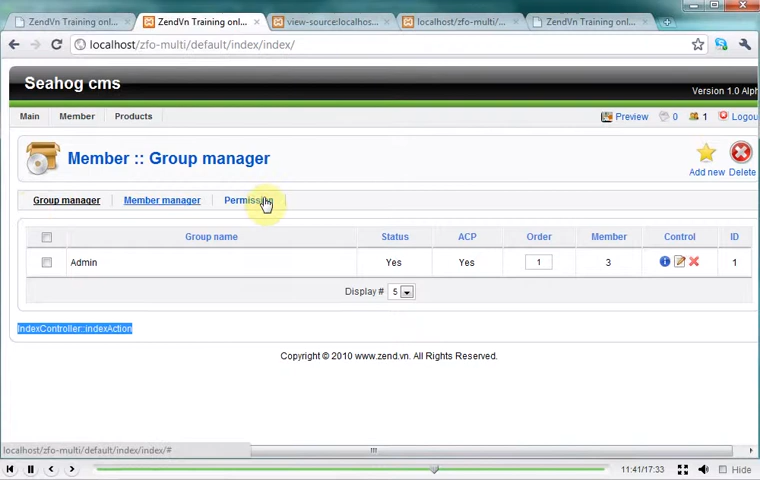 ZendVn Training onl...
ZendVn Training onl...
view-source:localhos...
localhost/zfo-multi/...
ZendVn Training onl...
localhost/zfo-multi/default/index/index/
Seahog cms
Version 1.0 Alph
Main Member Products Preview 0 1 Logou
Member :: Group manager
Add new Delete
Group manager Member manager Permission
Group name Status ACP Order Member Control ID
Admin Yes Yes 1 3 1
Display # 5
IndexController::indexAction
Copyright © 2010 www.zend.vn. All Rights Reserved.
localhost/zfo-multi/default/index/index/#
11:41/17:33 Hide